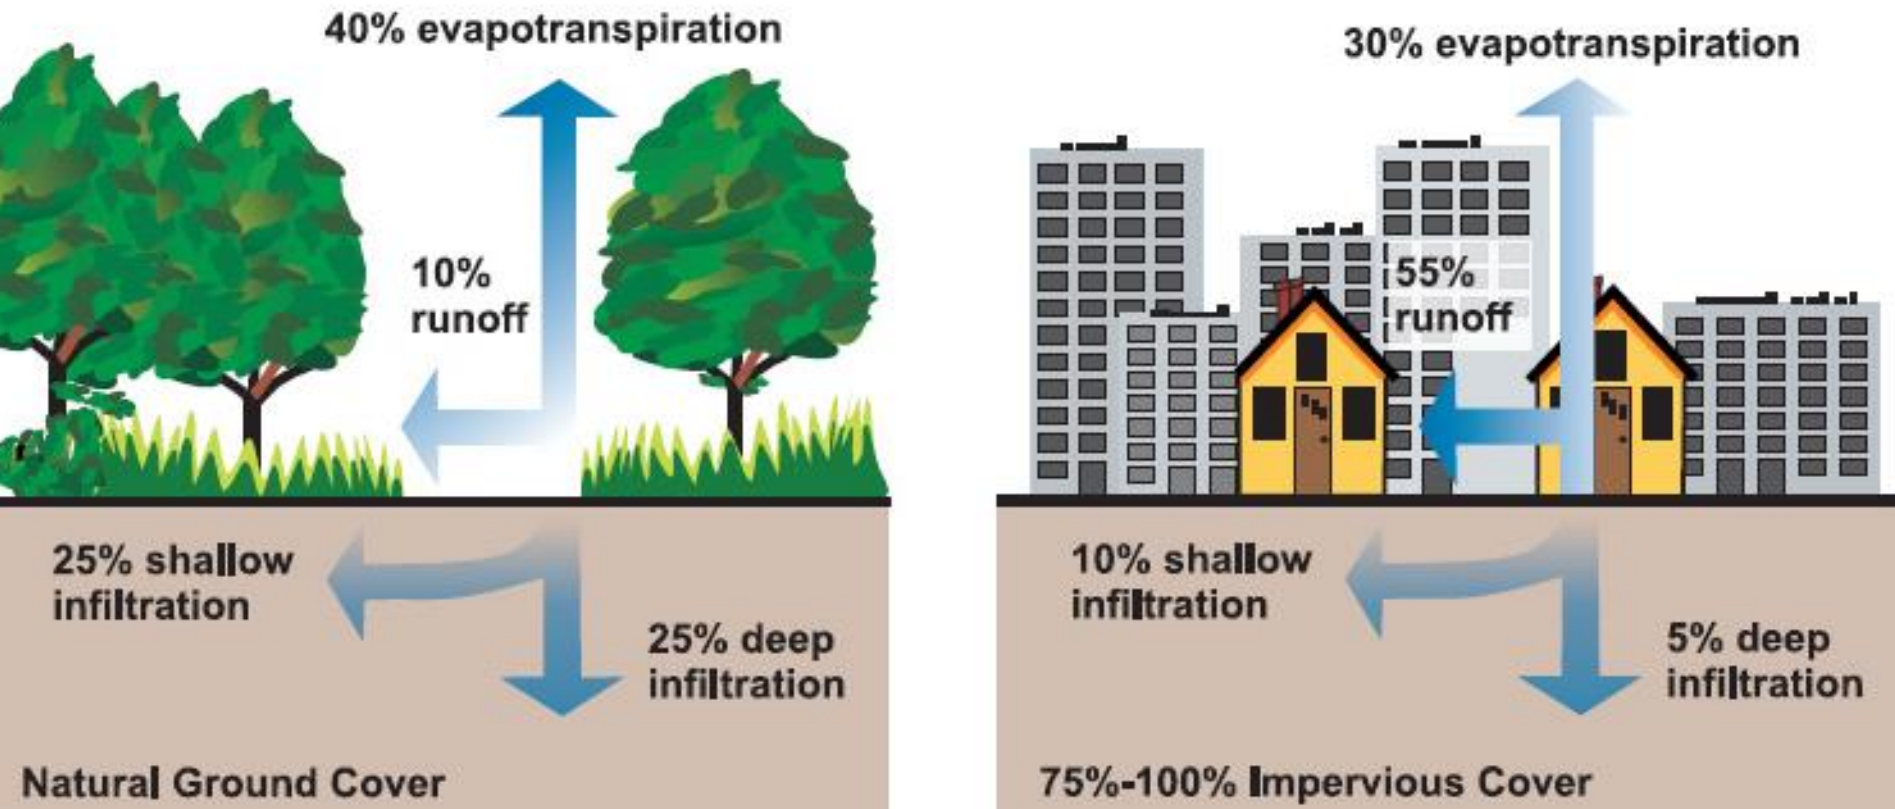 40% evapotranspiration
10%
runoff
25% shallow
infiltration
25% deep
infiltration
Natural Ground Cover
30% evapotranspiration
55%
runoff
10% shallow
infiltration
5% deep
infiltration
75%-100% Impervious Cover